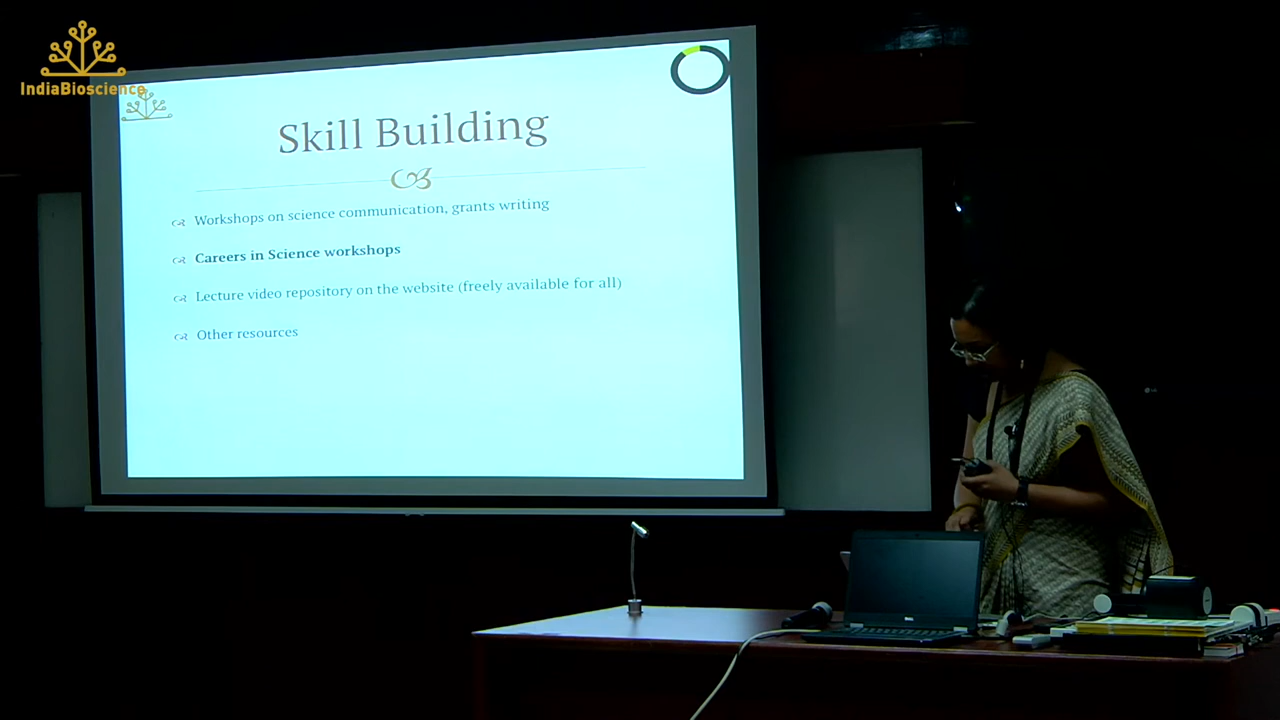 IndiaBioscience
Skill Building
Workshops on science communication, grants writing
Careers in Science workshops
Lecture video repository on the website (freely available for all)
Other resources
DELL